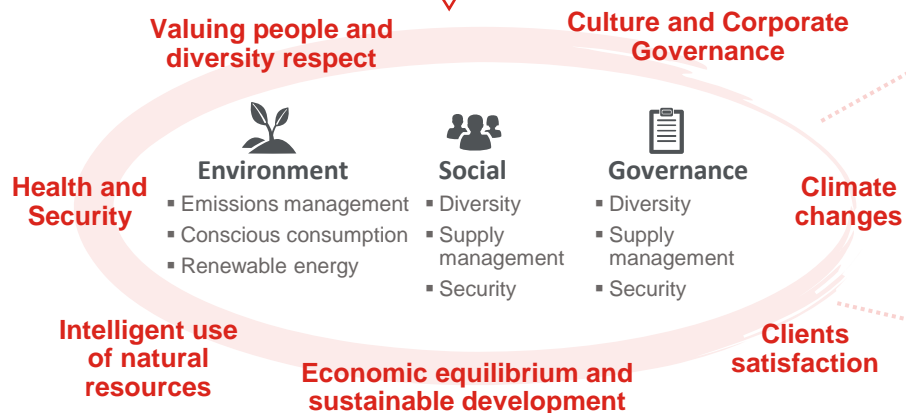 Valuing people and
diversity respect
Culture and Corporate
Governance
Environment
▪ Emissions management
▪ Conscious consumption
▪ Renewable energy
Social
▪ Diversity
▪ Supply
management
▪ Security
Governance
▪ Diversity
▪ Supply
management
▪ Security
Health and
Security
Climate
changes
Intelligent use
of natural
resources
Economic equilibrium and
sustainable development
Clients
satisfaction